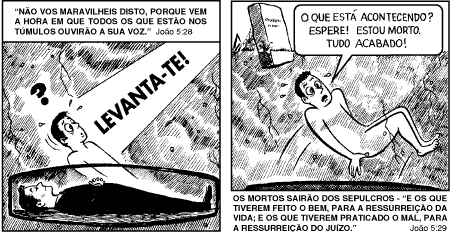 "NÃO VOS MARAVILHEIS DISTO, PORQUE VEM
A HORA EM QUE TODOS OS QUE ESTÃO NOS
TÚMULOS OUVIRÃO A SUA VOZ." João 5:28
?
LEVANTA-TE!
O QUE ESTÁ ACONTECENDO?
ESPERE! ESTOU MORTO.
TUDO ACABADO!
OS MORTOS SAIRÃO DOS SEPULCROS - "E OS QUE
TIVEREM FEITO O BEM, PARA A RESSURREIÇÃO DA
VIDA; E OS QUE TIVEREM PRATICADO O MAL, PARA
A RESSURREIÇÃO DO JUÍZO." João 5:29